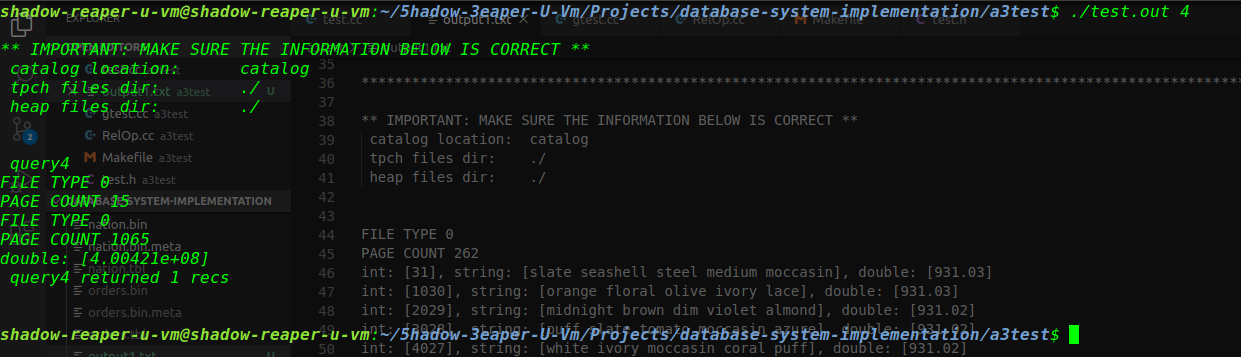 shadow-reaper-u-vm@shadow-reaper-u-vm:~/5hadow-3eaper-U-Vm/Projects/database-system-implementation/a3test$ ./test.out 4
** IMPORTANT: MAKE SURE THE INFORMATION BELOW IS CORRECT **
catalog location: catalog
tpch files dir: ./
heap files dir: ./
query4
FILE TYPE 0
PAGE COUNT 15
FILE TYPE 0
PAGE COUNT 1065
double: [4.00421e+08]
query4 returned 1 recs
shadow-reaper-u-vm@shadow-reaper-u-vm:~/5hadow-3eaper-U-Vm/Projects/database-system-implementation/a3test$
EXPLORER
OPEN EDITORS
output1.txt a3test U
gtest.cc a3test
RelOp.cc a3test
Makefile a3test
test.h a3test
2
DATABASE-SYSTEM-IMPLEMENTATION
nation.bin
nation.bin.meta
nation.tbl
orders.bin
orders.bin.meta
output1.txt U
test.cc
output1.txt
gtest.cc
RelOp.cc
Makefile
test.h
35
36 ****************************************************************************************************
37
38 ** IMPORTANT: MAKE SURE THE INFORMATION BELOW IS CORRECT **
39 catalog location: catalog
40 tpch files dir: ./
41 heap files dir: ./
42
43
44 FILE TYPE 0
45 PAGE COUNT 262
46 int: [31], string: [slate seashell steel medium moccasin], double: [931.03]
47 int: [1030], string: [orange floral olive ivory lace], double: [931.03]
48 int: [2029], string: [midnight brown dim violet almond], double: [931.02]
49 int: [3028], string: [puff slate tomato moccasin azure], double: [931.02]
50 int: [4027], string: [white ivory moccasin coral puff], double: [931.02]